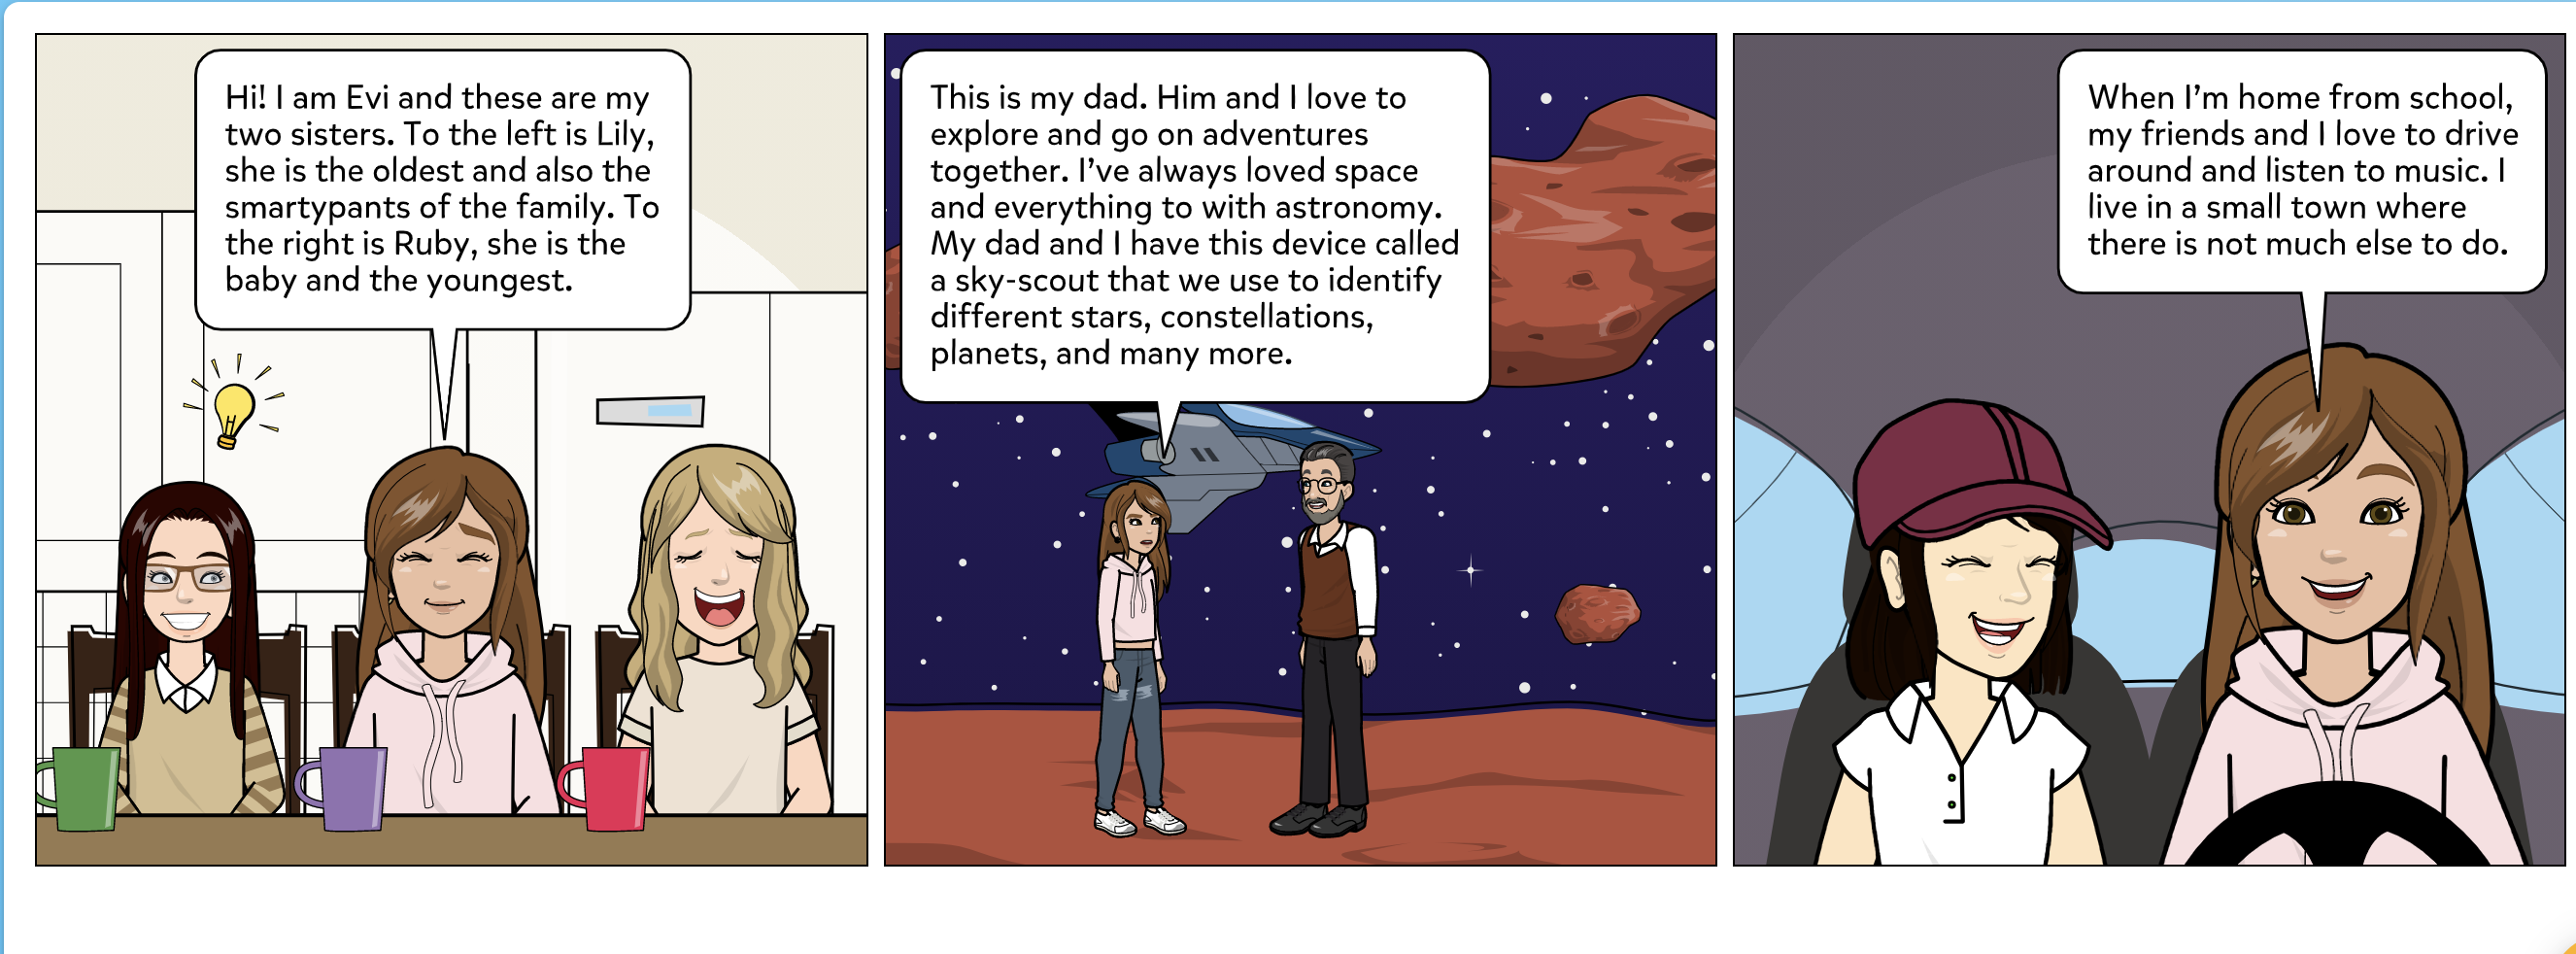 Hi! I am Evi and these are my
two sisters. To the left is Lily,
she is the oldest and also the
smartypants of the family. To
the right is Ruby, she is the
baby and the youngest.
This is my dad. Him and I love to
explore and go on adventures
together. I've always loved space
and everything to with astronomy.
My dad and I have this device called
a sky-scout that we use to identify
different stars, constellations,
planets, and many more.
When I'm home from school,
my friends and I love to drive
around and listen to music. I
live in a small town where
there is not much else to do.